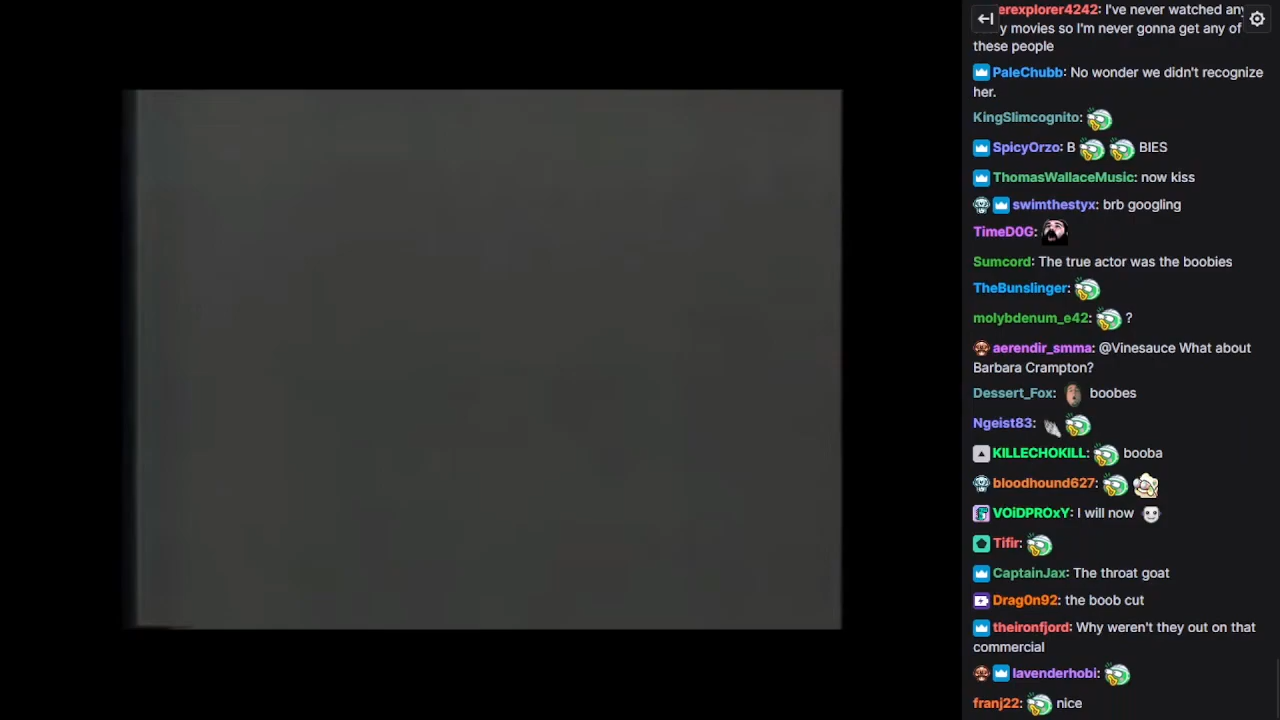 erexplorer4242: I've never watched any
y movies so I'm never gonna get any of
these people
PaleChubb: No wonder we didn't recognize
her.
KingSlimcognito:
SpicyOrzo: B BIES
ThomasWallaceMusic: now kiss
swimthestyx: brb googling
TimeD0G:
Sumcord: The true actor was the boobies
TheBunslinger:
molybdenum_e42: ?
aerendir_smma: @Vinesauce What about
Barbara Crampton?
Dessert_Fox: boobes
Ngeist83:
KILLECHOKILL: booba
bloodhound627:
VOiDPROxY: I will now
Tifir:
CaptainJax: The throat goat
Drag0n92: the boob cut
theironfjord: Why weren't they out on that
commercial
lavenderhobi:
franj22: nice